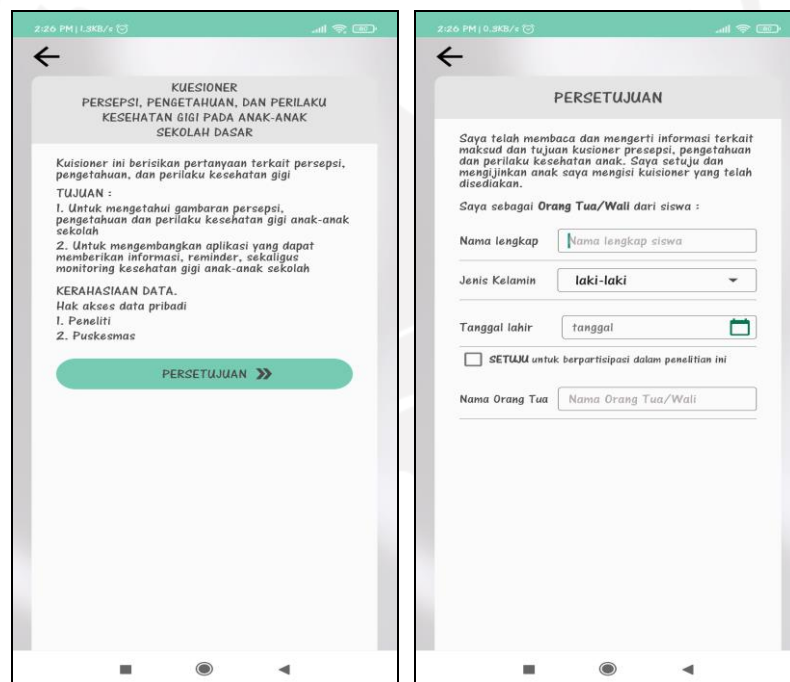 2:26 PM | 1.3KB/s
KUESIONER
PERSEPSI, PENGETAHUAN, DAN PERILAKU
KESEHATAN GIGI PADA ANAK-ANAK
SEKOLAH DASAR
Kuisioner ini berisikan pertanyaan terkait persepsi,
pengetahuan, dan perilaku kesehatan gigi
TUJUAN :
1. Untuk mengetahui gambaran persepsi,
pengetahuan dan perilaku kesehatan gigi anak-anak
sekolah
2. Untuk mengembangkan aplikasi yang dapat
memberikan informasi, reminder, sekaligus
monitoring kesehatan gigi anak-anak sekolah
KERAHASIAAN DATA.
Hak akses data pribadi
1. Peneliti
2. Puskesmas
PERSETUJUAN
2:26 PM | 0.3KB/s
PERSETUJUAN
Saya telah membaca dan mengerti informasi terkait
maksud dan tujuan kusioner presepsi, pengetahuan
dan perilaku kesehatan anak. Saya setuju dan
mengijinkan anak saya mengisi kuisioner yang telah
disediakan.
Saya sebagai Orang Tua/Wali dari siswa :
Nama lengkap Nama lengkap siswa
Jenis Kelamin laki-laki
Tanggal lahir tanggal
SETUJU untuk berpartisipasi dalam penelitian ini
Nama Orang Tua Nama Orang Tua/Wali